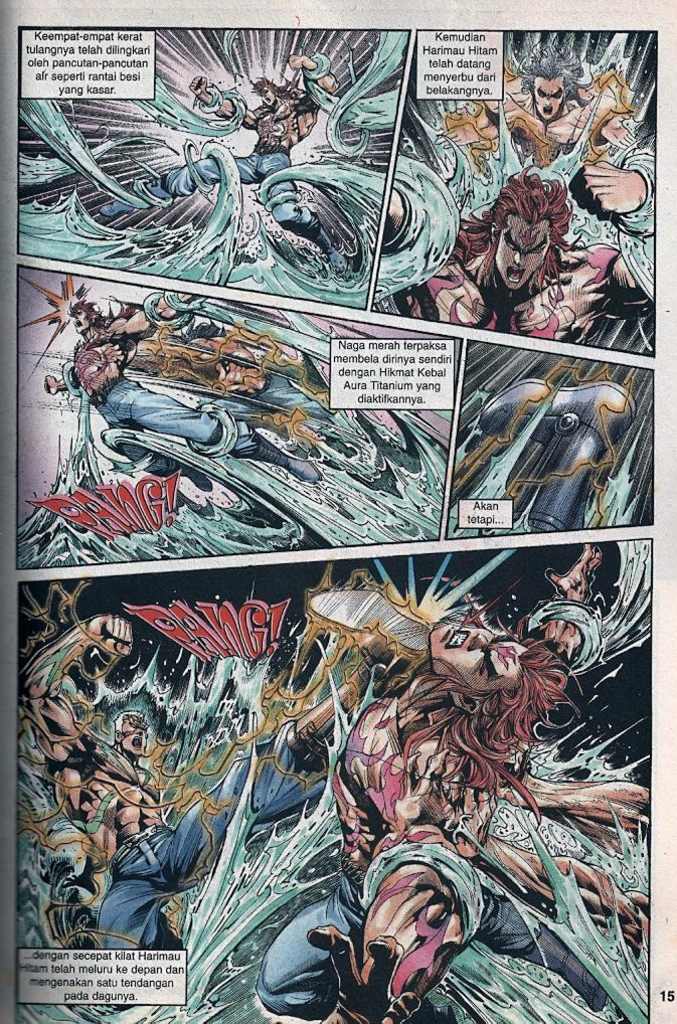 Keempat-empat kerat
tulangnya telah dilingkari
oleh pancutan-pancutan
air seperti rantai besi
yang kasar.
Kemudian
Harimau Hitam
telah datang
menyerbu dari
belakangnya.
Naga merah terpaksa
membela dirinya sendiri
dengan Hikmat Kebal
Aura Titanium yang
diaktifkannya.
PANG!
Akan
tetapi...
PANG!
...dengan secepat kilat Harimau
Hitam telah meluru ke depan dan
mengenakan satu tendangan
pada dagunya.
15